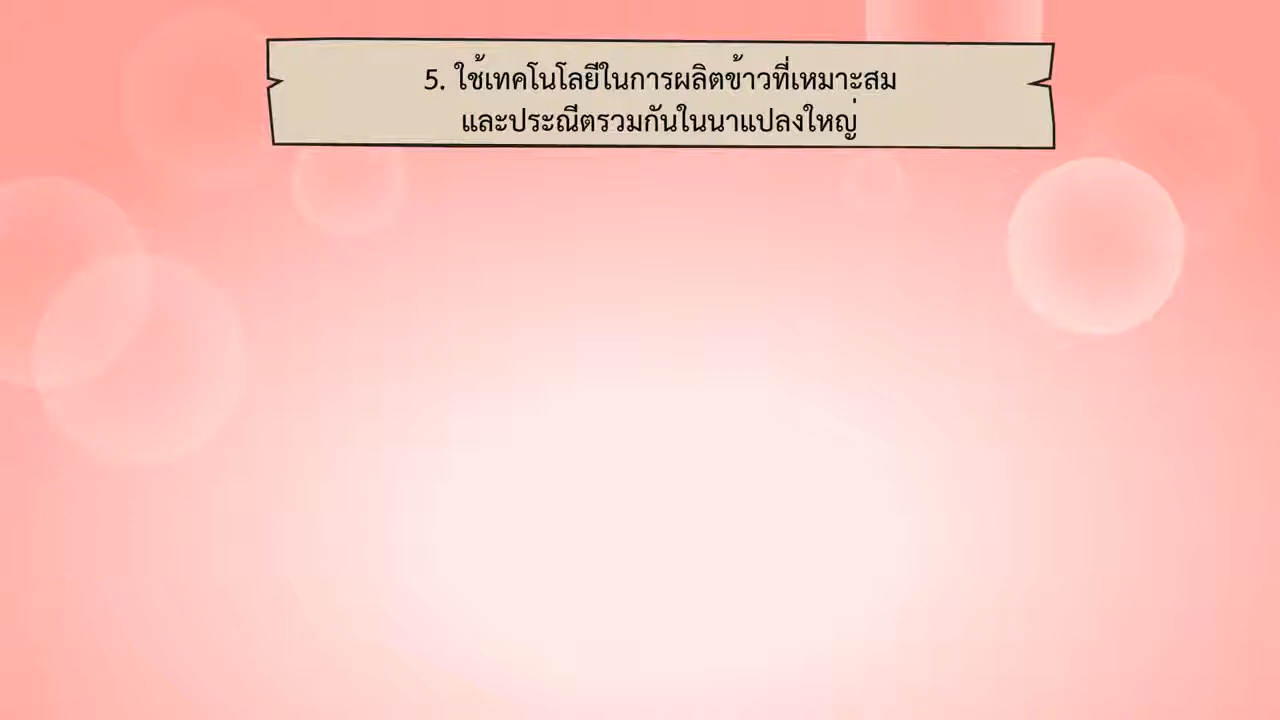 5. ใช้เทคโนโลยีในการผลิตข้าวที่เหมาะสม
และประณีตรวมกันในนาแปลงใหญ่